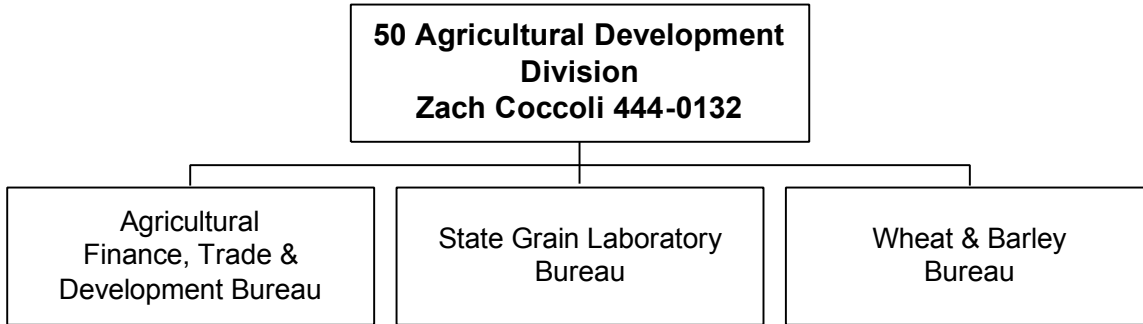 50 Agricultural Development
Division
Zach Coccoli 444-0132
Agricultural
Finance, Trade &
Development Bureau
State Grain Laboratory
Bureau
Wheat & Barley
Bureau